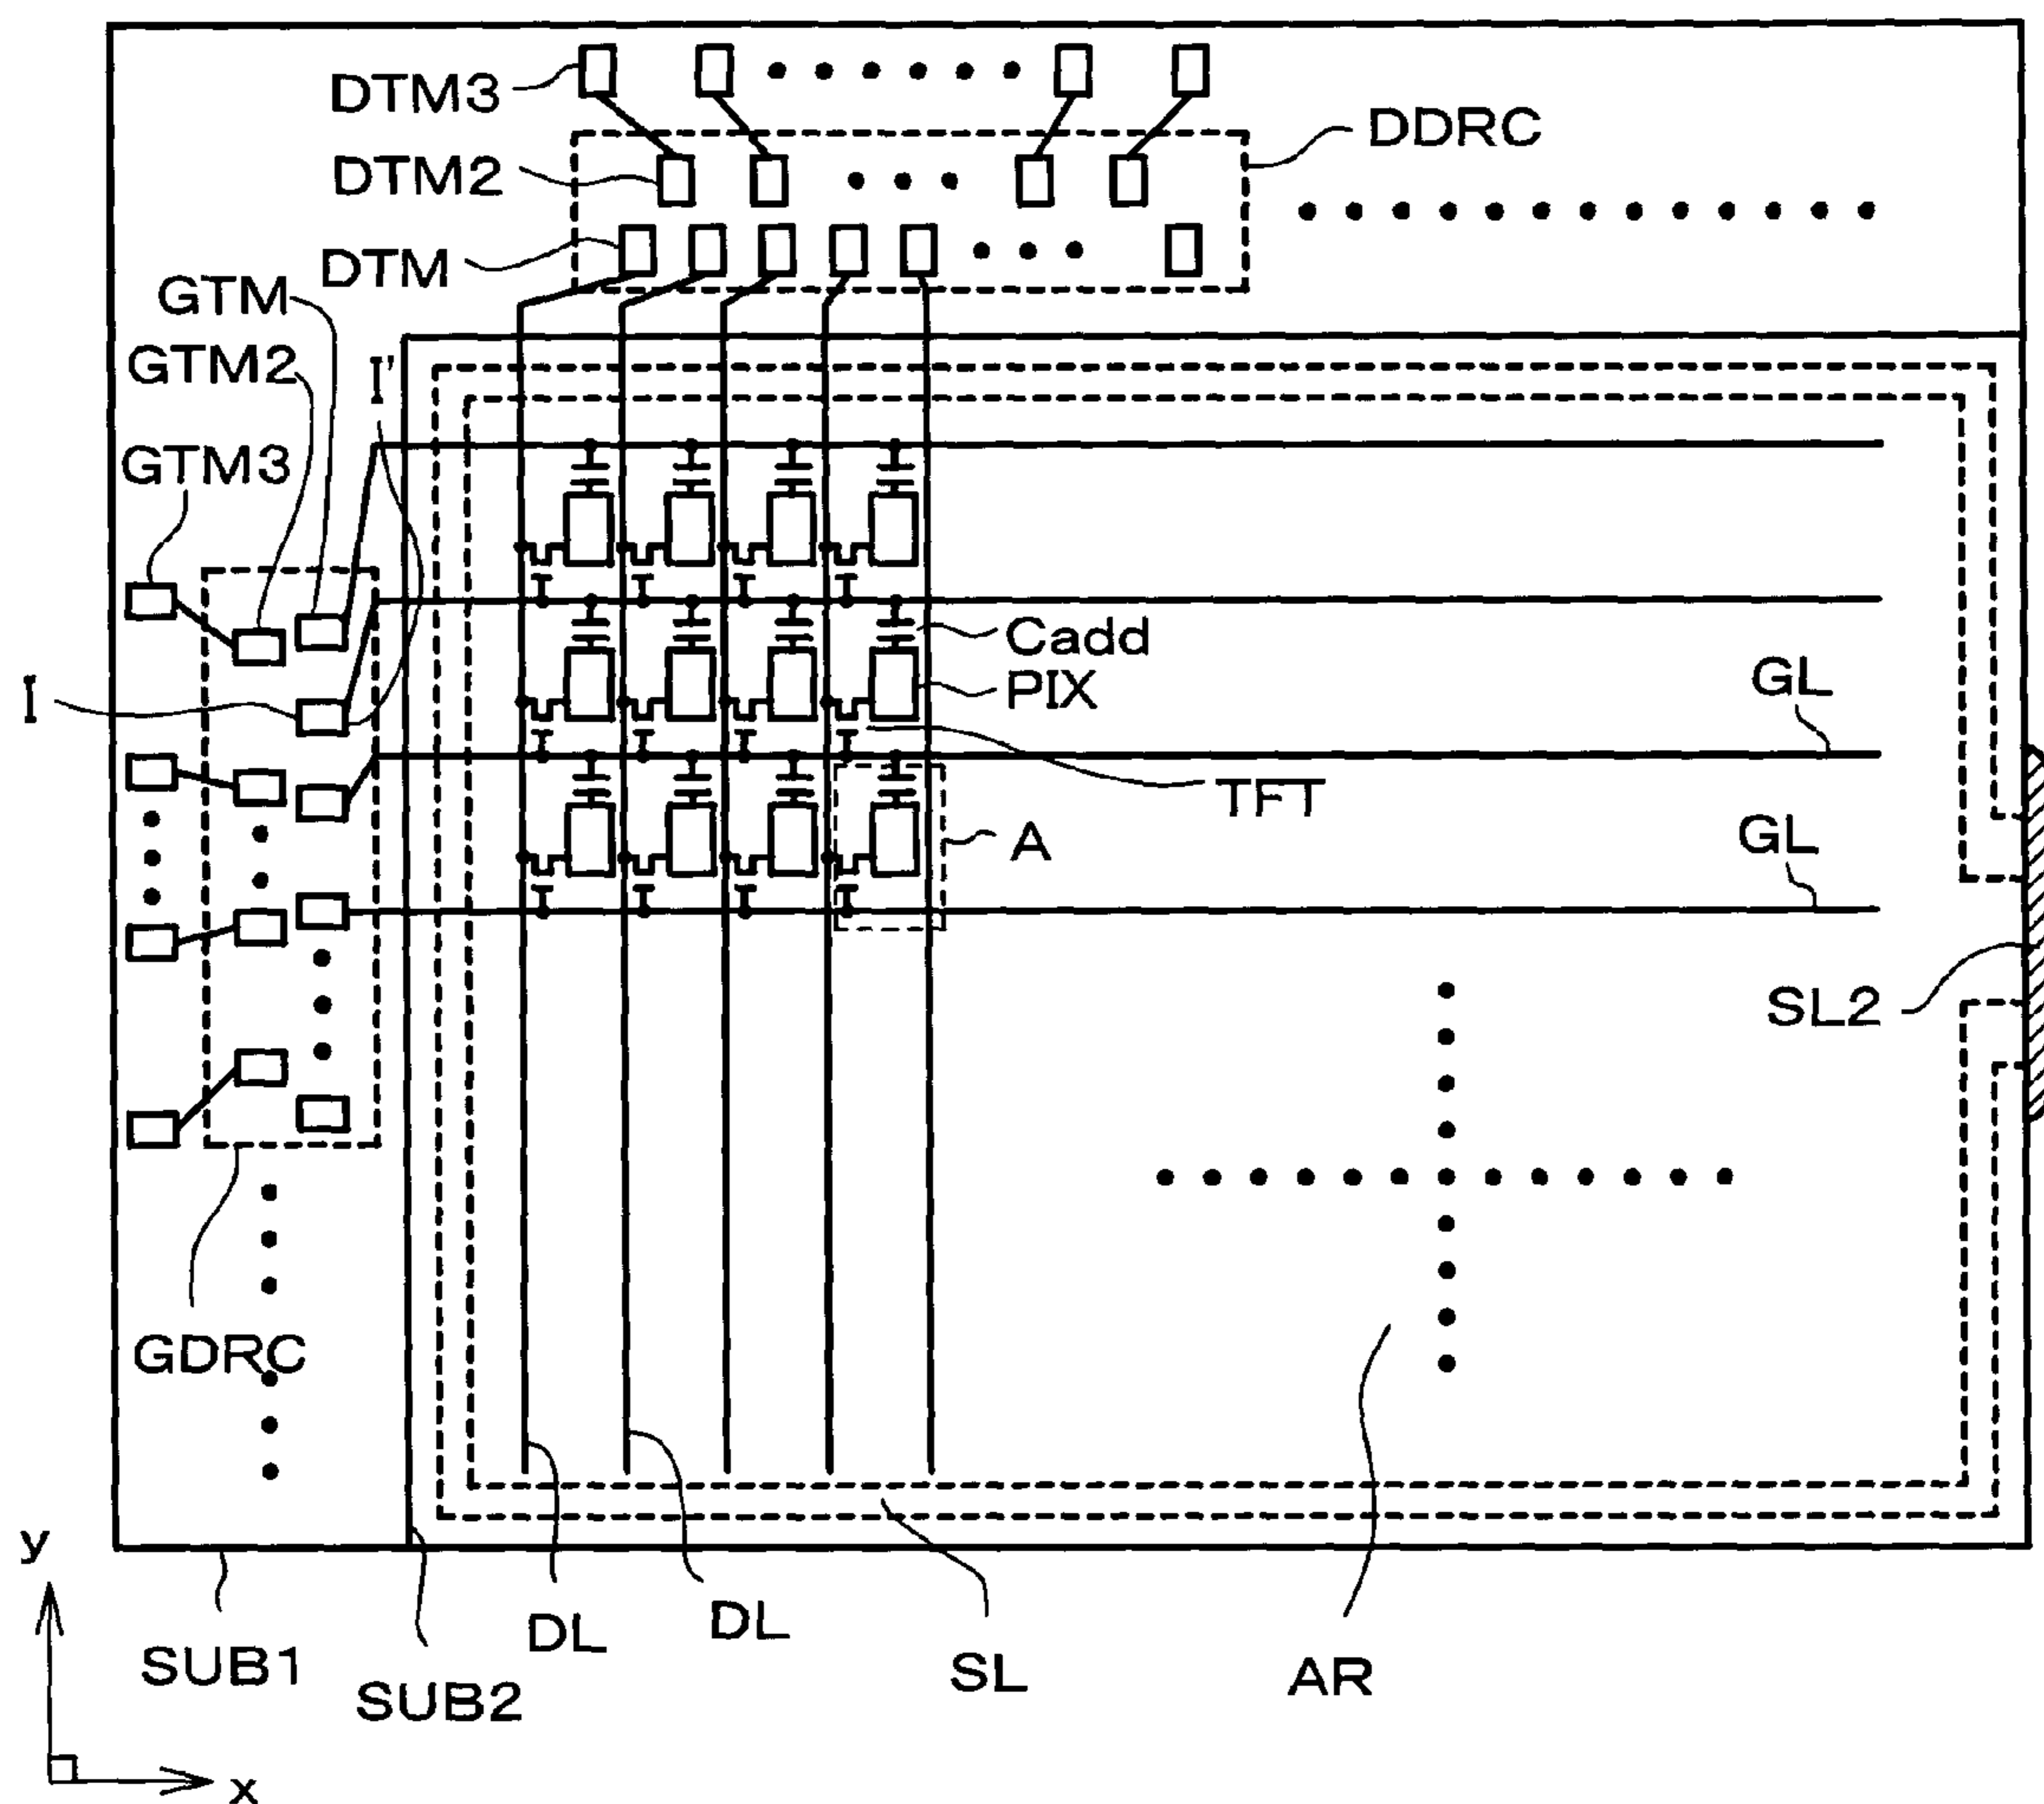 DTM3
DDRC
DTM2
DTM
GTM
GTM2
I'
GTM3
Cadd
PIX
GL
I
TFT
A
GL
SL2
GDRC
y
DL
DL
SL
AR
SUB1
SUB2
x